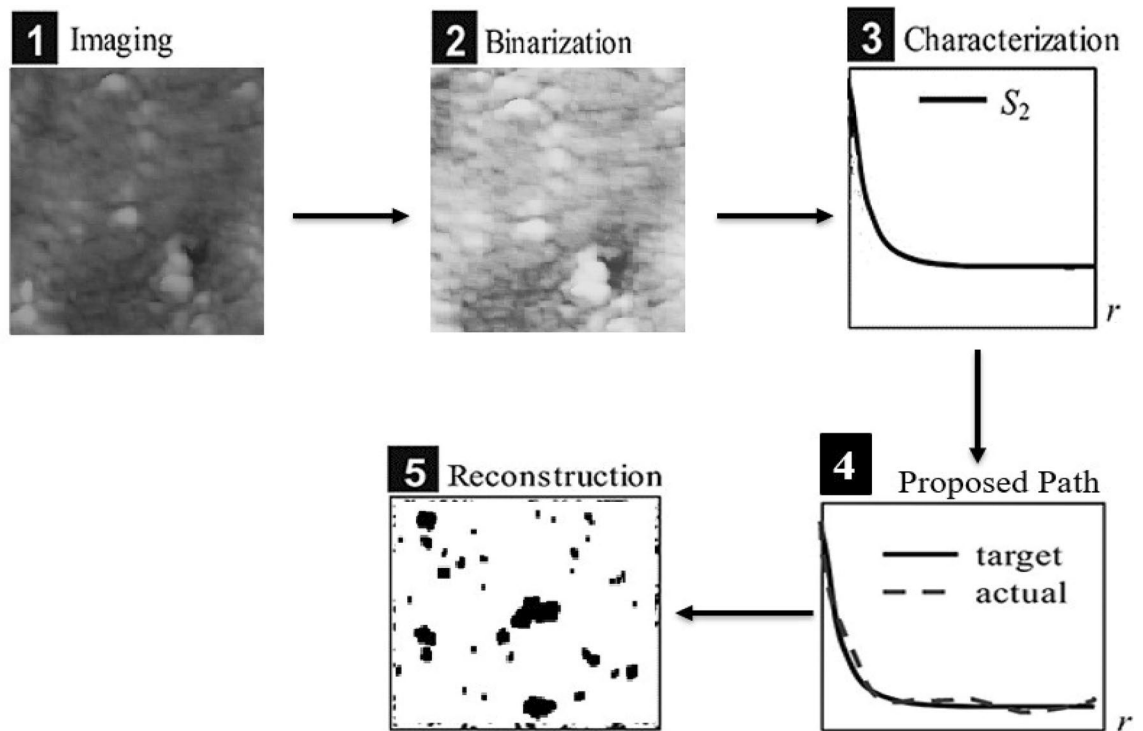 1 Imaging
2 Binarization
3 Characterization
S2
r
4 Proposed Path
target
actual
r
5 Reconstruction